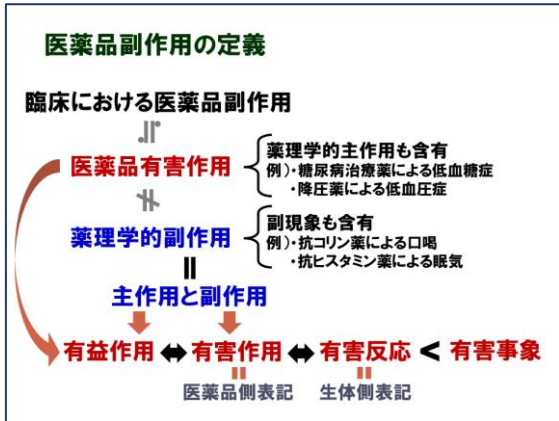 医薬品副作用の定義
臨床における医薬品副作用
医薬品有害作用
薬理学的主作用も含有
例)・糖尿病治療薬による低血糖症
・降圧薬による低血圧症
薬理学的副作用
副現象も含有
例)・抗コリン薬による口喝
・抗ヒスタミン薬による眠気
主作用と副作用
有益作用 ⇔ 有害作用 ⇔ 有害反応 < 有害事象
医薬品側表記 生体側表記